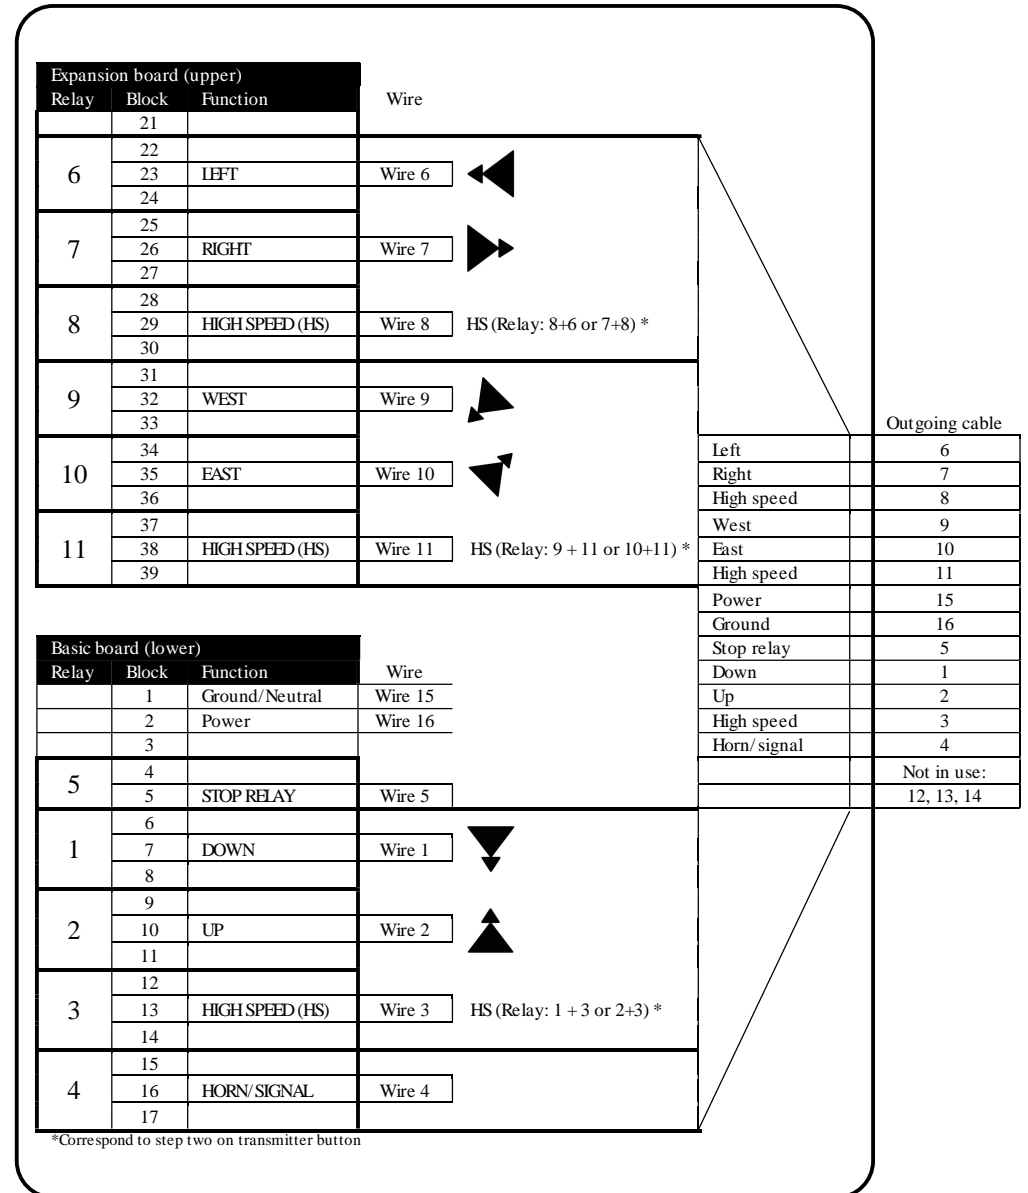 Expansion board (upper)
Relay Block Function Wire
21
22
6 23 LEFT Wire 6
24
25
7 26 RIGHT Wire 7
27
28
8 29 HIGH SPEED (HS) Wire 8 HS (Relay: 8+6 or 7+8) *
30
31
9 32 WEST Wire 9
33
34
10 35 EAST Wire 10
36
37
11 38 HIGH SPEED (HS) Wire 11 HS (Relay: 9 + 11 or 10+11) *
39
Outgoing cable
Left 6
Right 7
High speed 8
West 9
East 10
High speed 11
Power 15
Ground 16
Stop relay 5
Down 1
Up 2
High speed 3
Horn/signal 4
Not in use:
12, 13, 14
Basic board (lower)
Relay Block Function Wire
1 Ground/Neutral Wire 15
2 Power Wire 16
3
5 4
5 STOP RELAY Wire 5
6
1 7 DOWN Wire 1
8
9
2 10 UP Wire 2
11
12
3 13 HIGH SPEED (HS) Wire 3 HS (Relay: 1 + 3 or 2+3) *
14
15
4 16 HORN/SIGNAL Wire 4
17
*Correspond to step two on transmitter button